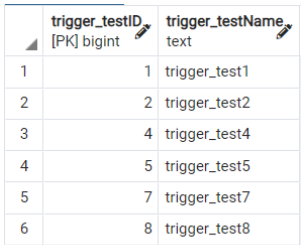 trigger_testID trigger_testName
[PK] bigint text
1 1 trigger_test1
2 2 trigger_test2
3 4 trigger_test4
4 5 trigger_test5
5 7 trigger_test7
6 8 trigger_test8